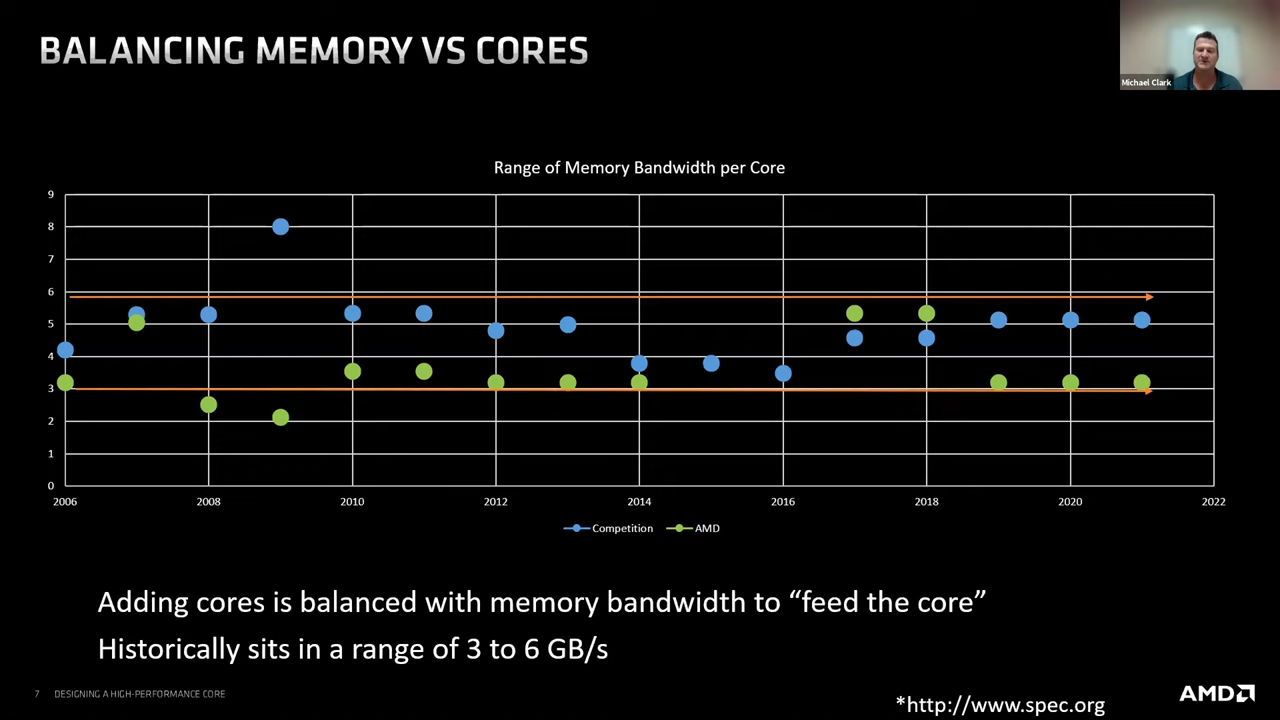 BALANCING MEMORY VS CORES
Michael Clark
Range of Memory Bandwidth per Core
9
8
7
6
5
4
3
2
1
0
2006 2008 2010 2012 2014 2016 2018 2020 2022
Competition AMD
Adding cores is balanced with memory bandwidth to “feed the core”
Historically sits in a range of 3 to 6 GB/s
7 DESIGNING A HIGH-PERFORMANCE CORE
AMD
*http://www.spec.org